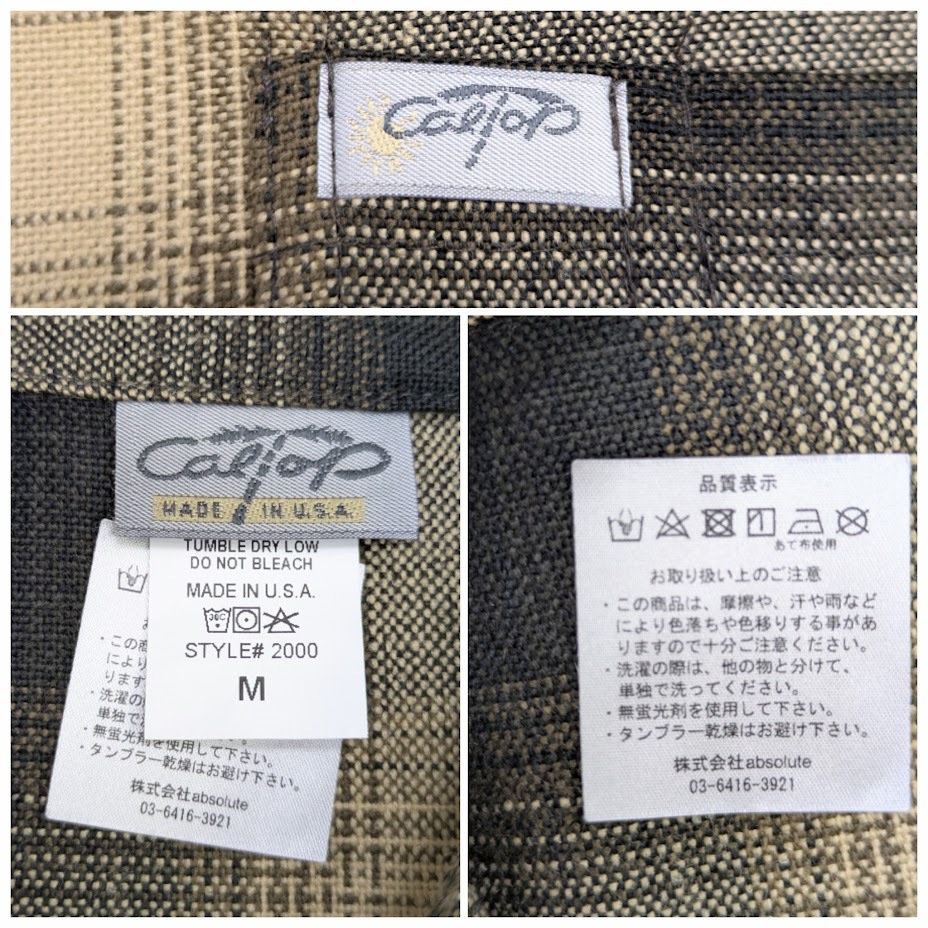 CalTop
CalTop
MADE IN U.S.A.
TUMBLE DRY LOW
DO NOT BLEACH
MADE IN U.S.A.
30C
STYLE# 2000
M
この商
により
ります
・洗濯の
単独で洗
・無蛍光剤を使用して下さい。
・タンブラー乾燥はお避け下さい。
株式会社absolute
03-6416-3921
品質表示
あて布使用
お取り扱い上のご注意
・この商品は、摩擦や、汗や雨など
により色落ちや色移りする事があ
りますので十分ご注意ください。
・洗濯の際は、他の物と分けて、
単独で洗ってください。
・無蛍光剤を使用して下さい。
・タンブラー乾燥はお避け下さい。
株式会社absolute
03-6416-3921